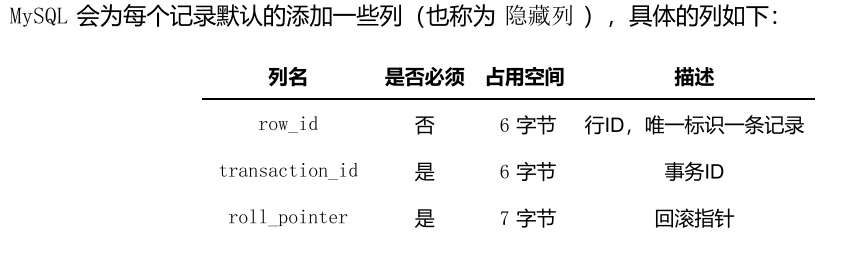 MySQL 会为每个记录默认的添加一些列（也称为 隐藏列 ），具体的列如下：
列名 是否必须 占用空间 描述
row_id 否 6 字节 行ID，唯一标识一条记录
transaction_id 是 6 字节 事务ID
roll_pointer 是 7 字节 回滚指针